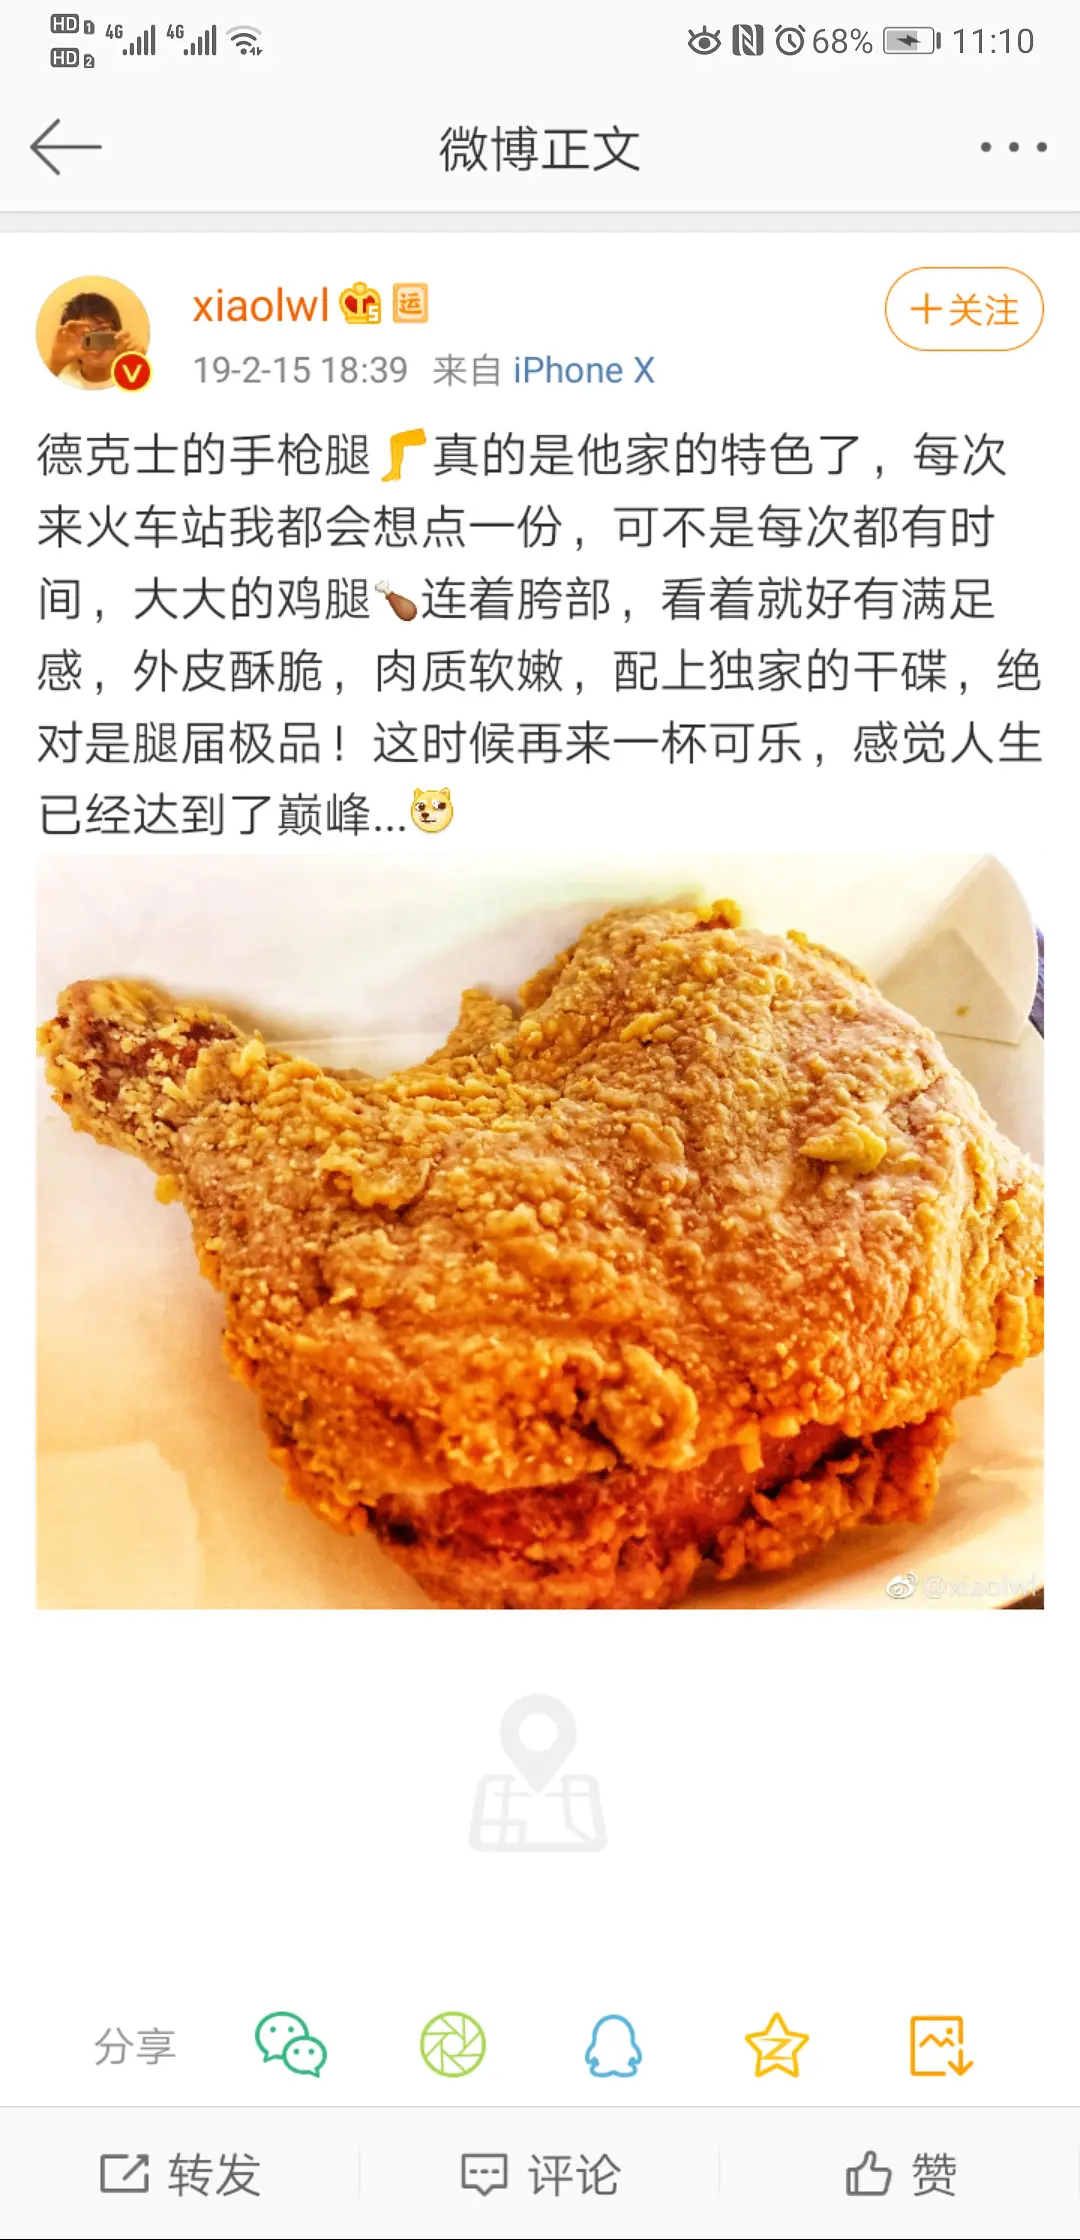 HD 1 4G 4G 68% 11:10
HD 2
微博正文
xiaolwl 5 运 +关注
19-2-15 18:39 来自 iPhone X
德克士的手枪腿🦵真的是他家的特色了，每次
来火车站我都会想点一份，可不是每次都有时
间，大大的鸡腿🍗连着胯部，看着就好有满足
感，外皮酥脆，肉质软嫩，配上独家的干碟，绝
对是腿届极品！这时候再来一杯可乐，感觉人生
已经达到了巅峰...
@xiaolwl
分享
转发 评论 赞